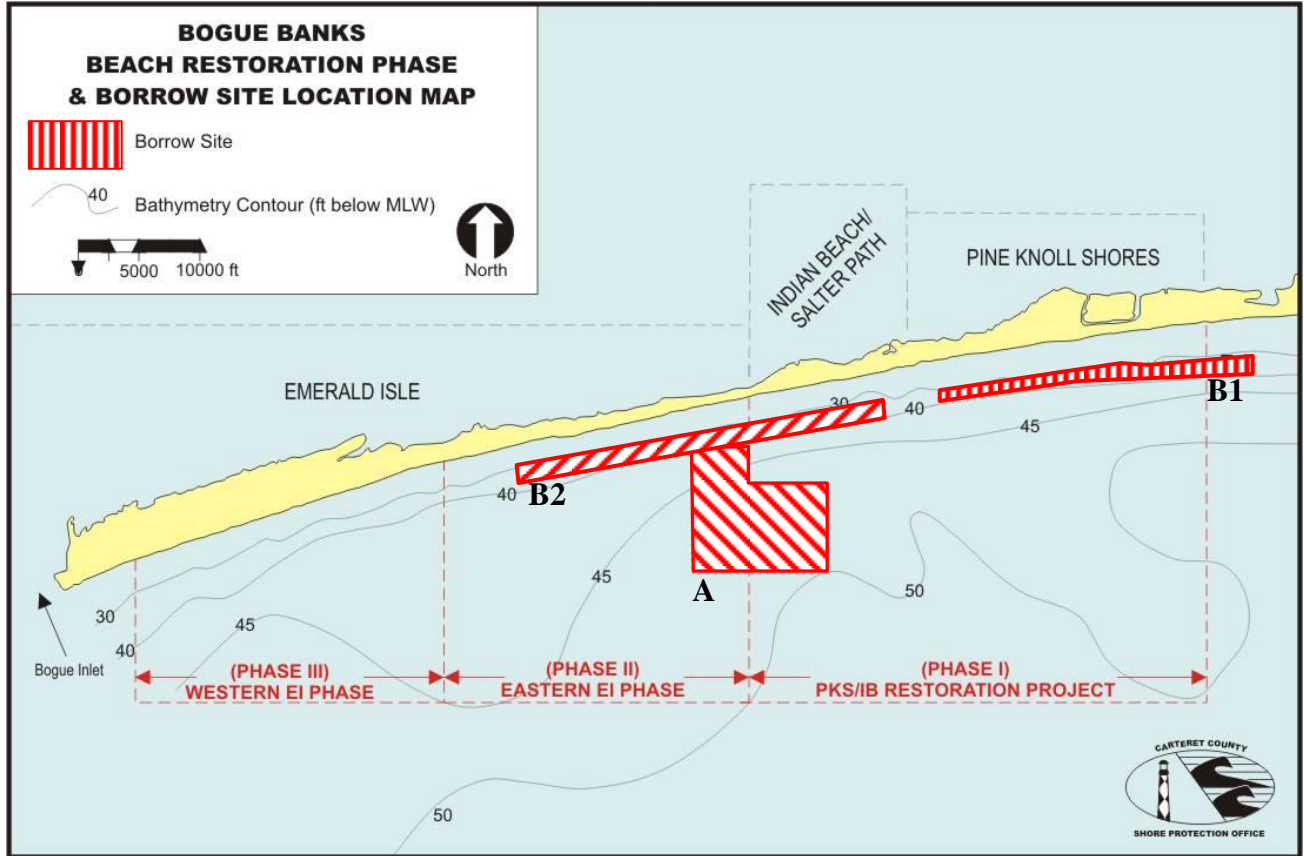 BOGUE BANKS
BEACH RESTORATION PHASE
& BORROW SITE LOCATION MAP
Borrow Site
40
Bathymetry Contour (ft below MLW)
5000 10000 ft
North
INDIAN BEACH/
SALTER PATH
PINE KNOLL SHORES
EMERALD ISLE
30
40
45
B1
40
B2
45
A
50
30
45
40
Bogue Inlet
(PHASE III)
WESTERN EI PHASE
(PHASE II)
EASTERN EI PHASE
(PHASE I)
PKS/IB RESTORATION PROJECT
50
CARTERET COUNTY
SHORE PROTECTION OFFICE